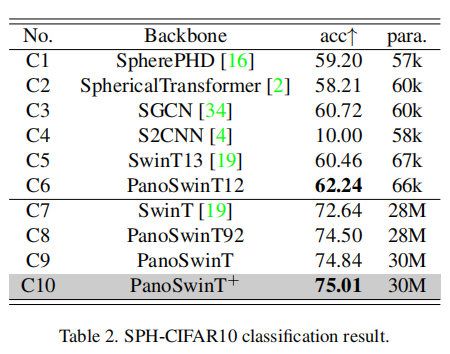 No. Backbone acc↑ para.
C1 SpherePHD [16] 59.20 57k
C2 SphericalTransformer [2] 58.21 60k
C3 SGCN [34] 60.72 60k
C4 S2CNN [4] 10.00 58k
C5 SwinT13 [19] 60.46 67k
C6 PanoSwinT12 62.24 66k
C7 SwinT [19] 72.64 28M
C8 PanoSwinT92 74.50 28M
C9 PanoSwinT 74.84 30M
C10 PanoSwinT⁺ 75.01 30M
Table 2. SPH-CIFAR10 classification result.